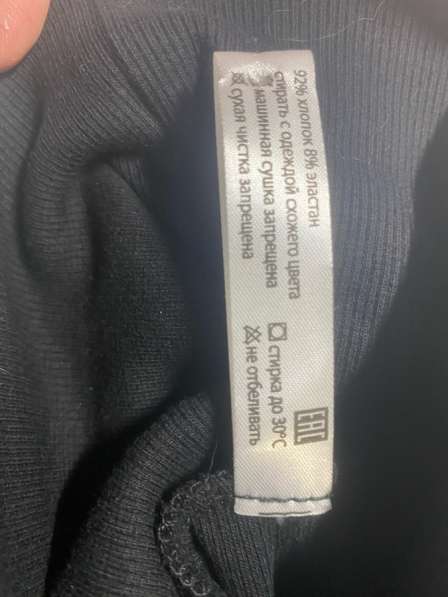 92% хлопок 8% эластан
стирать с одеждой схожего цвета
машинная сушка запрещена
сухая чистка запрещена
EAC
стирка до 30°C
не отбеливать